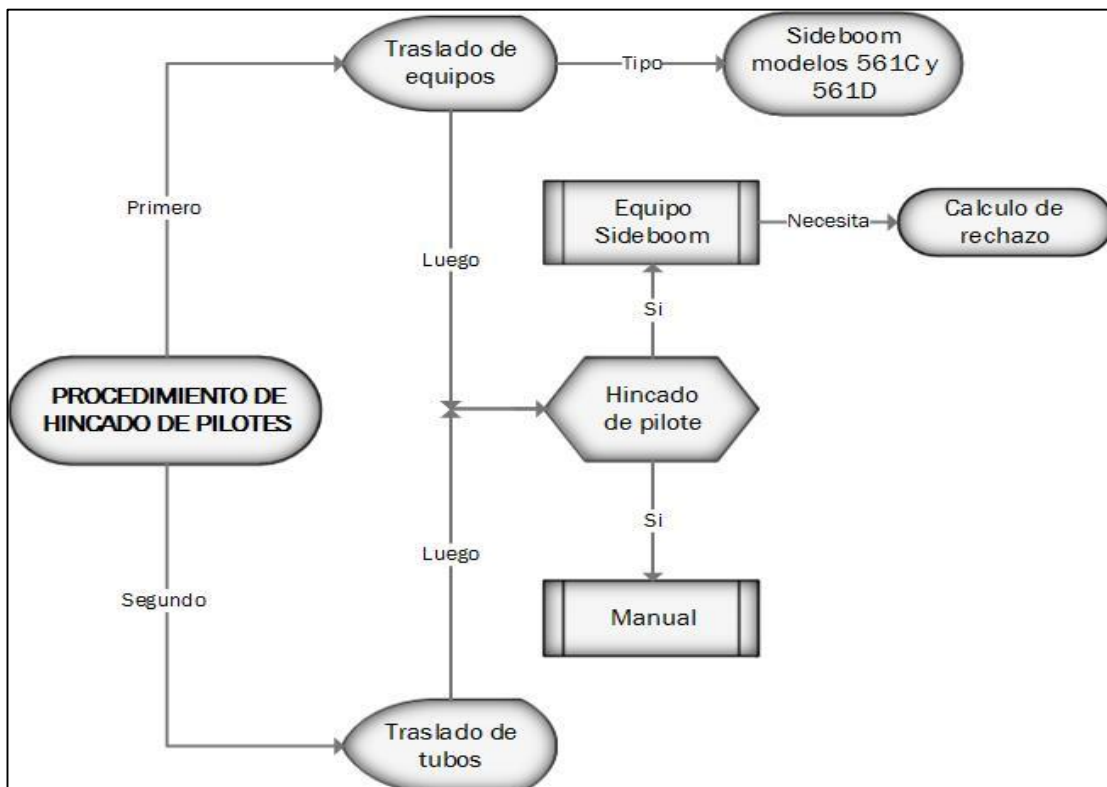 Traslado de
equipos
Tipo
Sideboom
modelos 561C y
561D
Primero
Equipo
Sideboom
Necesita
Calculo de
rechazo
Luego
Si
PROCEDIMIENTO DE
HINCADO DE PILOTES
Hincado
de pilote
Si
Luego
Segundo
Manual
Traslado de
tubos